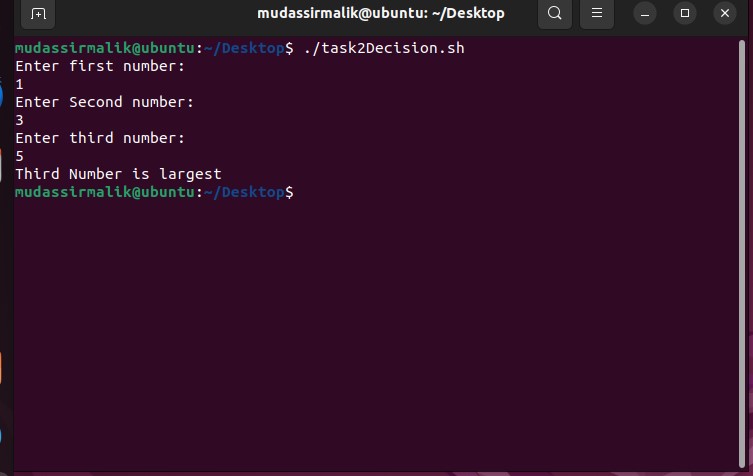 mudassirmalik@ubuntu: ~/Desktop
mudassirmalik@ubuntu:~/Desktop$ ./task2Decision.sh
Enter first number:
1
Enter Second number:
3
Enter third number:
5
Third Number is largest
mudassirmalik@ubuntu:~/Desktop$